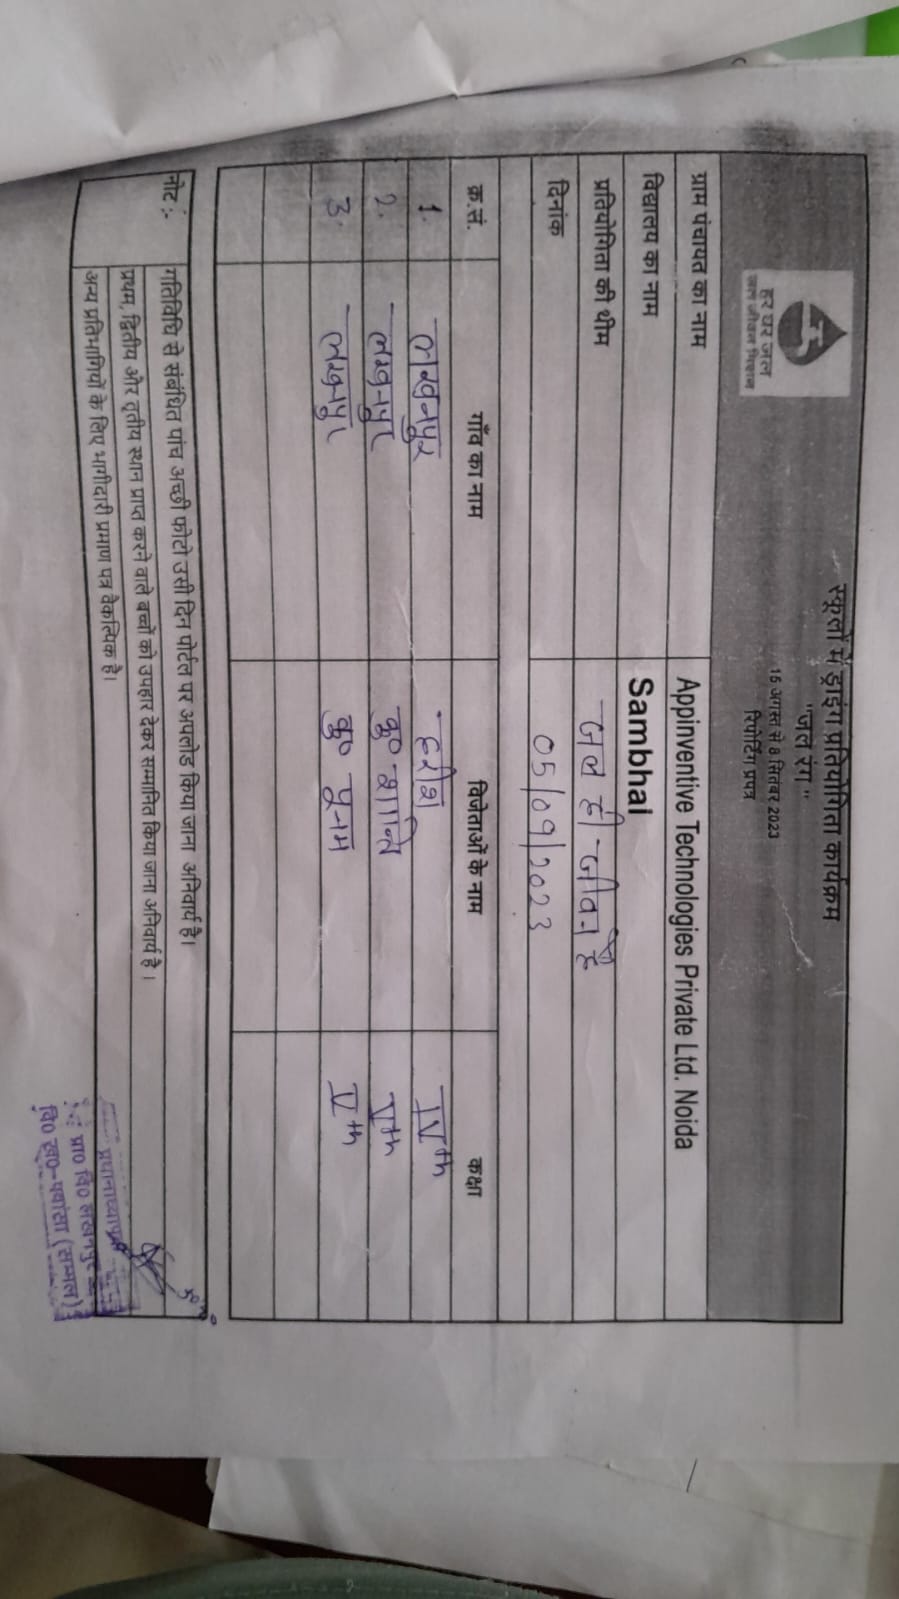 हर घर जल
जल जीवन मिशन
स्कूलों में ड्राइंग प्रतियोगिता कार्यक्रम
"जल रंग"
15 अगस्त से 8 सितंबर 2023
रिपोर्टिंग प्रपत्र
ग्राम पंचायत का नाम Appinventive Technologies Private Ltd. Noida
विद्यालय का नाम Sambhal
प्रतियोगिता की थीम जल ही जीवन है
दिनांक 05/09/2023
क्र.सं. गाँव का नाम विजेताओं के नाम कक्षा
1. लखनपुर हरीश IVth
2. लखनपुर कु० शान्ति Vth
3. लखनपुर कु० पूनम Vth
नोट :- गतिविधि से संबंधित पांच अच्छी फोटो उसी दिन पोर्टल पर अपलोड किया जाना अनिवार्य है।
प्रथम, द्वितीय और तृतीय स्थान प्राप्त करने वाले बच्चों को उपहार देकर सम्मानित किया जाना अनिवार्य है।
अन्य प्रतिभागियों के लिए भागीदारी प्रमाण पत्र वैकल्पिक है।
प्रधानाध्यापक
प्रा० वि० लखनपुर
वि० ख०-पवांसा (सम्भल)